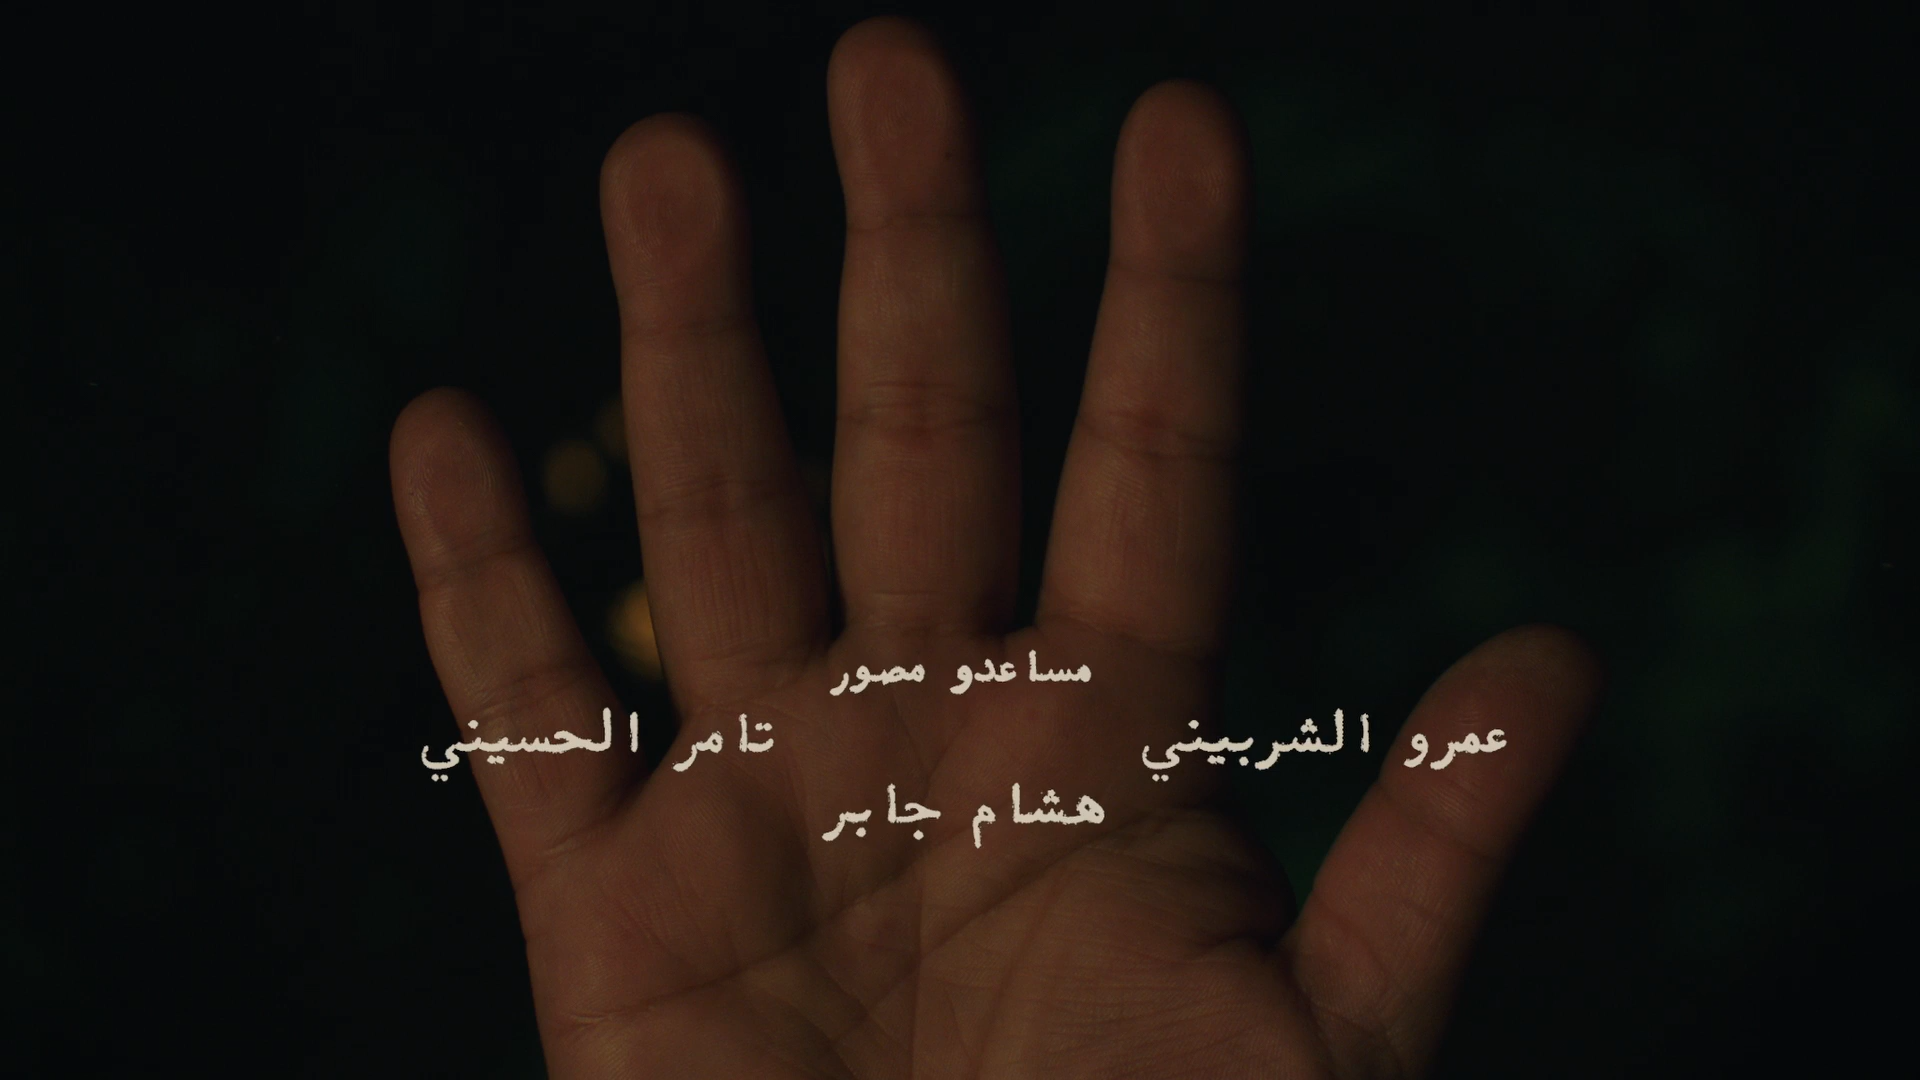 مساعدو مصور
عمرو الشربيني
تامر الحسيني
هشام جابر